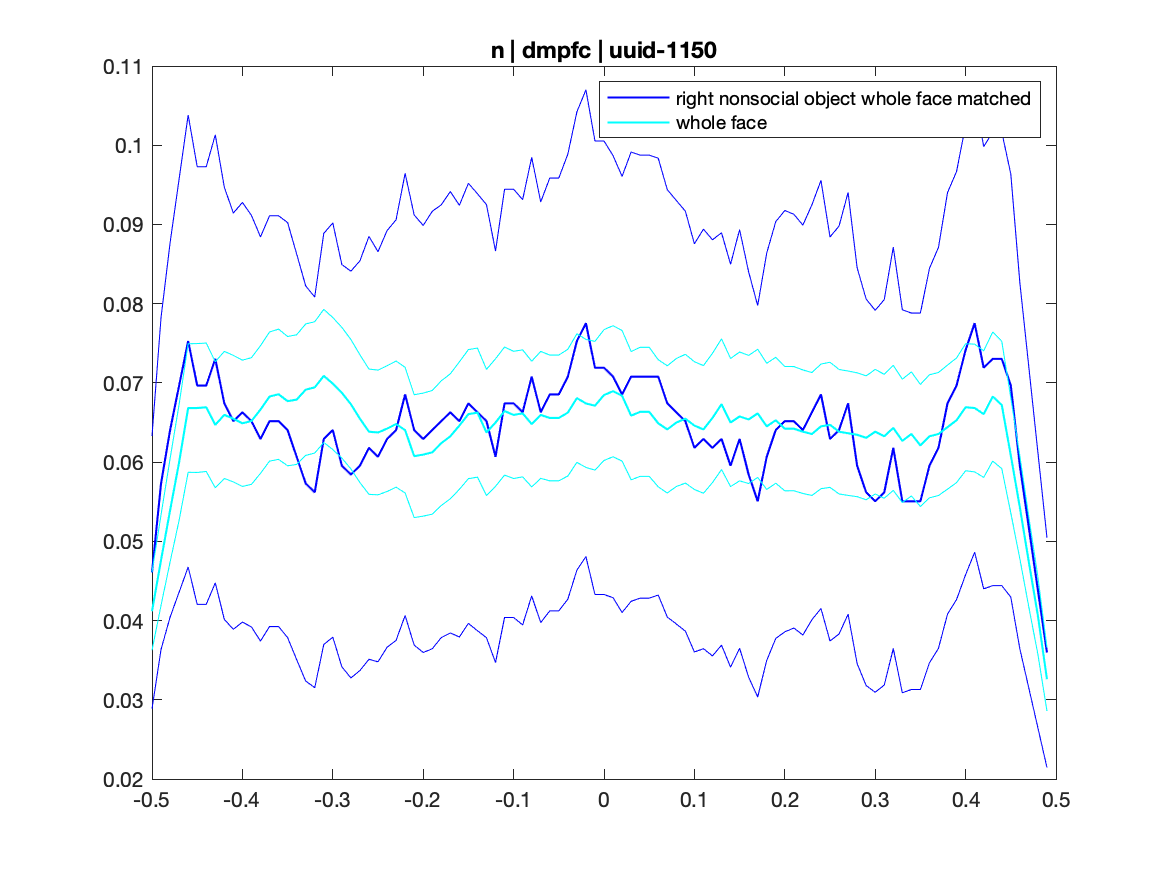 n | dmpfc | uuid-1150
right nonsocial object whole face matched
whole face
0.11
0.1
0.09
0.08
0.07
0.06
0.05
0.04
0.03
0.02
-0.5 -0.4 -0.3 -0.2 -0.1 0 0.1 0.2 0.3 0.4 0.5